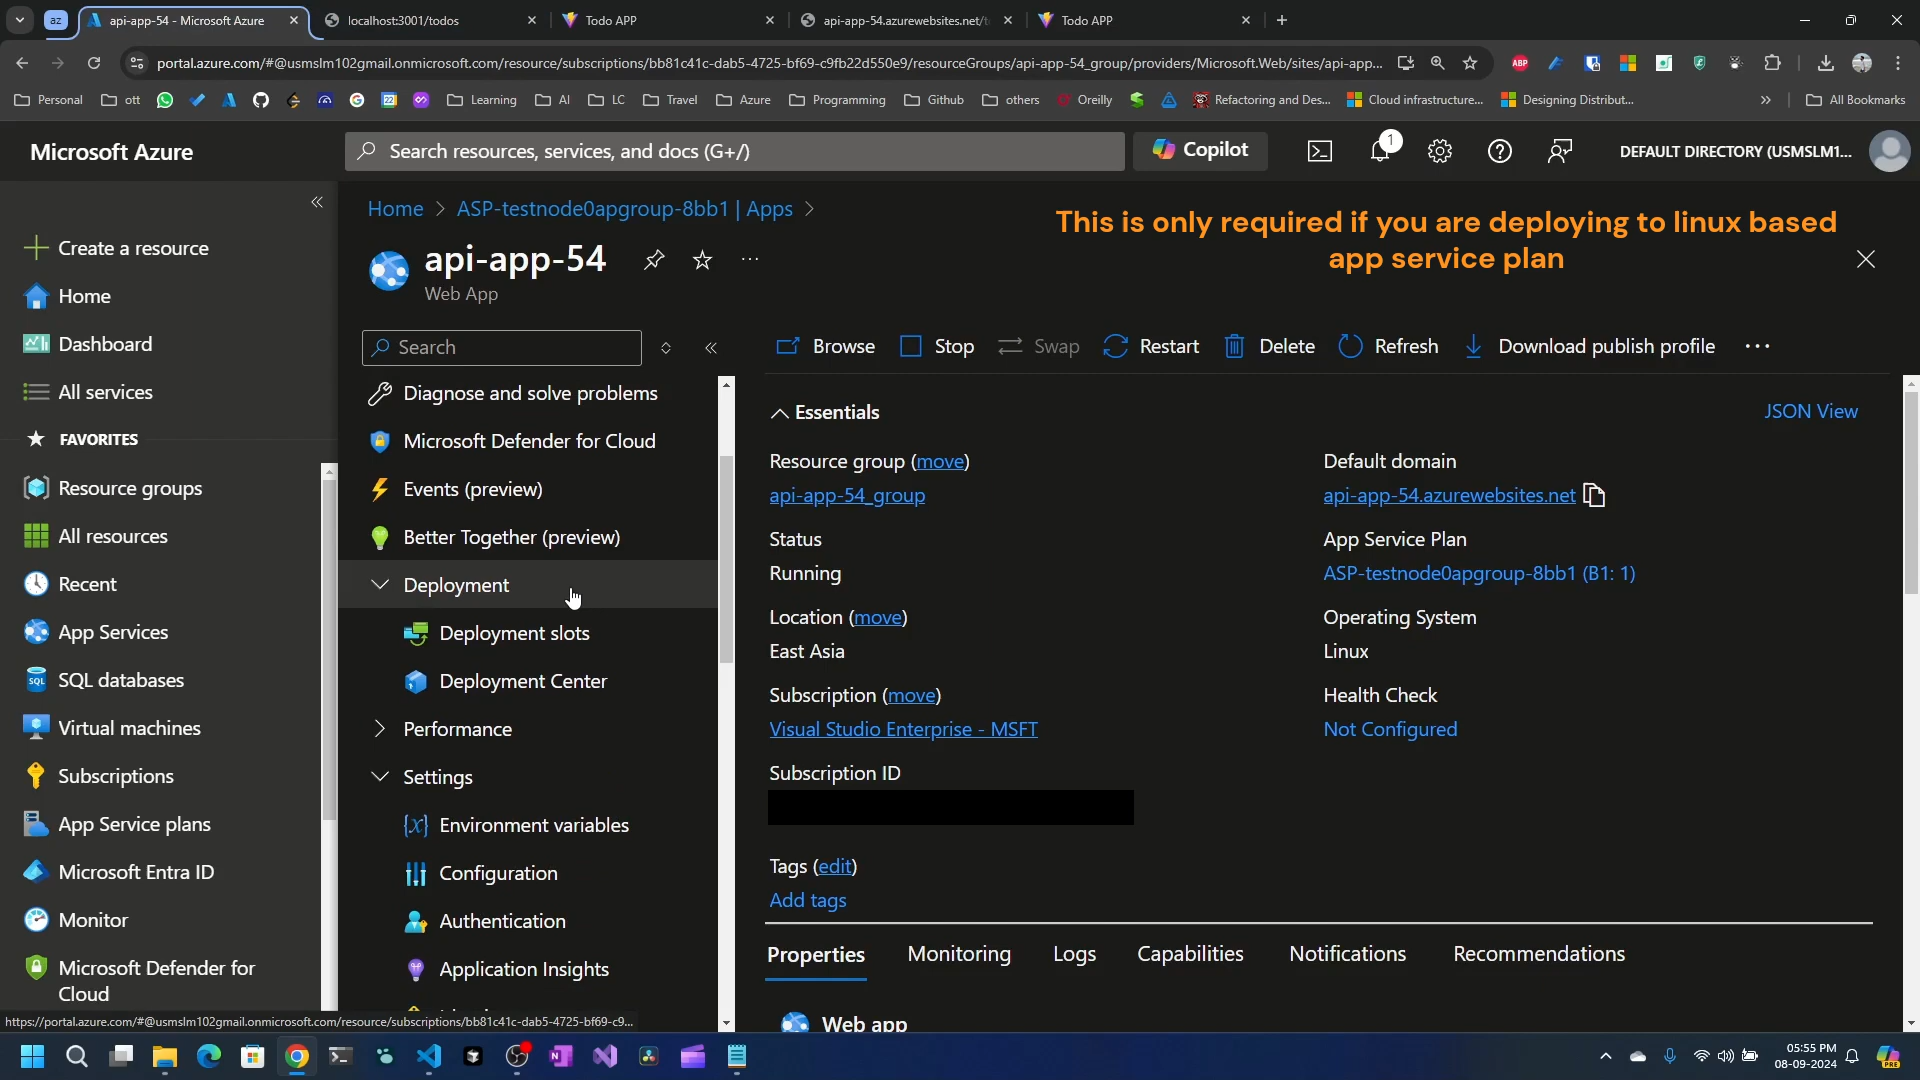 az
api-app-54 - Microsoft Azure
localhost:3001/todos
Todo APP
api-app-54.azurewebsites.net/t
Todo APP
portal.azure.com/#@usmslm102gmail.onmicrosoft.com/resource/subscriptions/bb81c41c-dab5-4725-bf69-c9fb22d550e9/resourceGroups/api-app-54_group/providers/Microsoft.Web/sites/api-app...
ABP
Personal
ott
22
Learning
AI
LC
Travel
Azure
Programming
Github
others
Oreilly
Refactoring and Des...
Cloud infrastructure...
Designing Distribut...
All Bookmarks
Microsoft Azure
Search resources, services, and docs (G+/)
Copilot
1
DEFAULT DIRECTORY (USMSLM1...
Create a resource
Home
Dashboard
All services
FAVORITES
Resource groups
All resources
Recent
App Services
SQL databases
Virtual machines
Subscriptions
App Service plans
Microsoft Entra ID
Monitor
Microsoft Defender for
Cloud
Home > ASP-testnode0apgroup-8bb1 | Apps >
This is only required if you are deploying to linux based
app service plan
api-app-54
Web App
Search
Diagnose and solve problems
Microsoft Defender for Cloud
Events (preview)
Better Together (preview)
Deployment
Deployment slots
Deployment Center
Performance
Settings
Environment variables
Configuration
Authentication
Application Insights
Browse
Stop
Swap
Restart
Delete
Refresh
Download publish profile
Essentials
JSON View
Resource group (move)
api-app-54_group
Status
Running
Location (move)
East Asia
Subscription (move)
Visual Studio Enterprise - MSFT
Subscription ID
Default domain
api-app-54.azurewebsites.net
App Service Plan
ASP-testnode0apgroup-8bb1 (B1: 1)
Operating System
Linux
Health Check
Not Configured
Tags (edit)
Add tags
Properties
Monitoring
Logs
Capabilities
Notifications
Recommendations
Web app
https://portal.azure.com/#@usmslm102gmail.onmicrosoft.com/resource/subscriptions/bb81c41c-dab5-4725-bf69-c9...
05:55 PM
08-09-2024
PRE